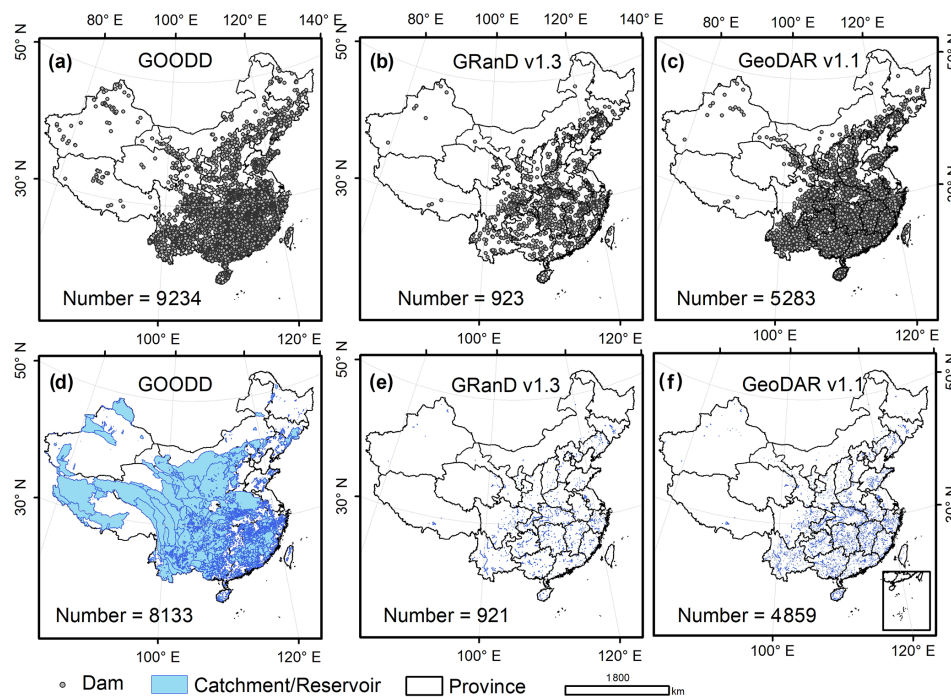 80° E 100° E 120° E 140° E
80° E 100° E 120° E 140° E
80° E 100° E 120° E
50° N
(a) GOODD
30° N
Number = 9234
100° E 120° E
50° N
(b) GRanD v1.3
30° N
Number = 923
100° E 120° E
(c) GeoDAR v1.1
Number = 5283
100° E 120° E
50° N
(d) GOODD
30° N
Number = 8133
100° E 120° E
50° N
(e) GRanD v1.3
30° N
Number = 921
100° E 120° E
(f) GeoDAR v1.1
Number = 4859
100° E 120° E
Dam Catchment/Reservoir Province 1800
km